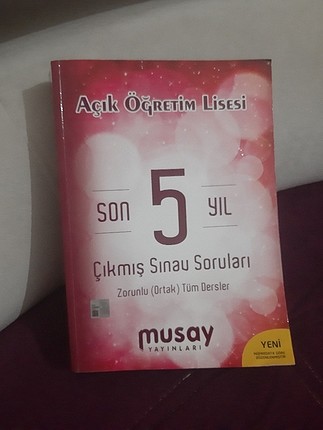 Açık Öğretim Lisesi
SON 5 YIL
Çıkmış Sınav Soruları
Zorunlu (Ortak) Tüm Dersler
musay
YAYINLARI
YENİ